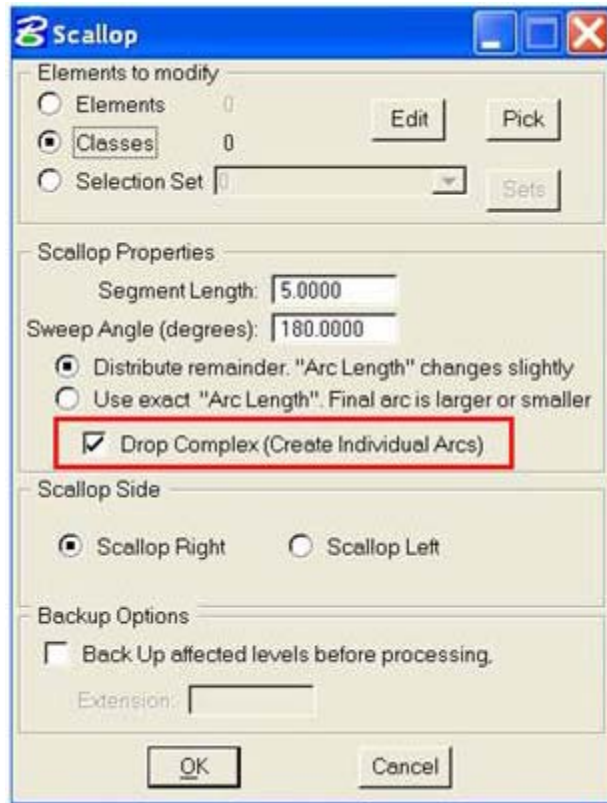 Scallop
Elements to modify
Elements 0
Edit Pick
Classes 0
Selection Set 0 Sets
Scallop Properties
Segment Length: 5.0000
Sweep Angle (degrees): 180.0000
Distribute remainder. "Arc Length" changes slightly
Use exact "Arc Length". Final arc is larger or smaller
Drop Complex (Create Individual Arcs)
Scallop Side
Scallop Right Scallop Left
Backup Options
Back Up affected levels before processing,
Extension:
OK Cancel